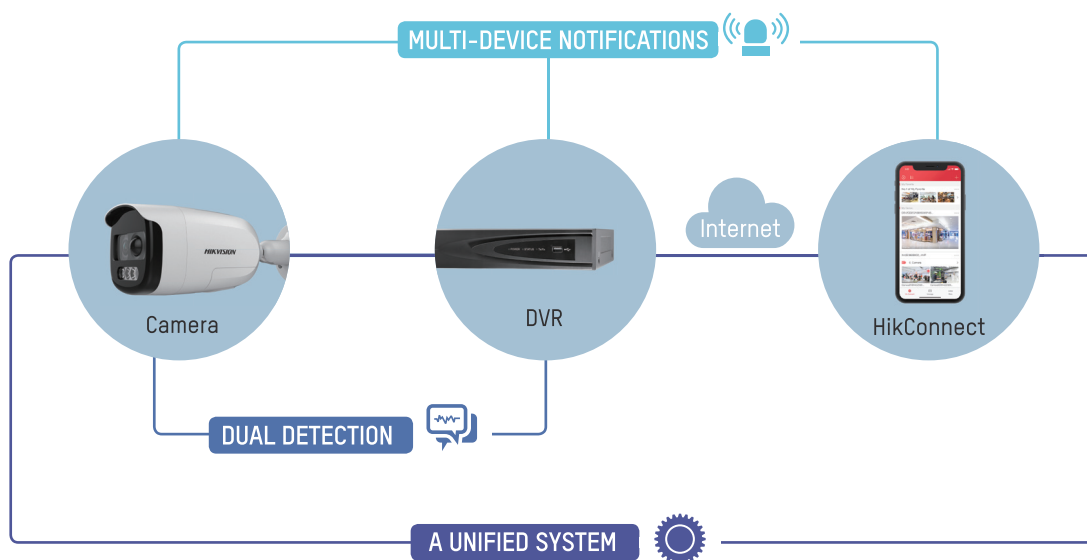 MULTI-DEVICE NOTIFICATIONS
HIKVISION
Internet
Camera
DVR
HikConnect
DUAL DETECTION
A UNIFIED SYSTEM